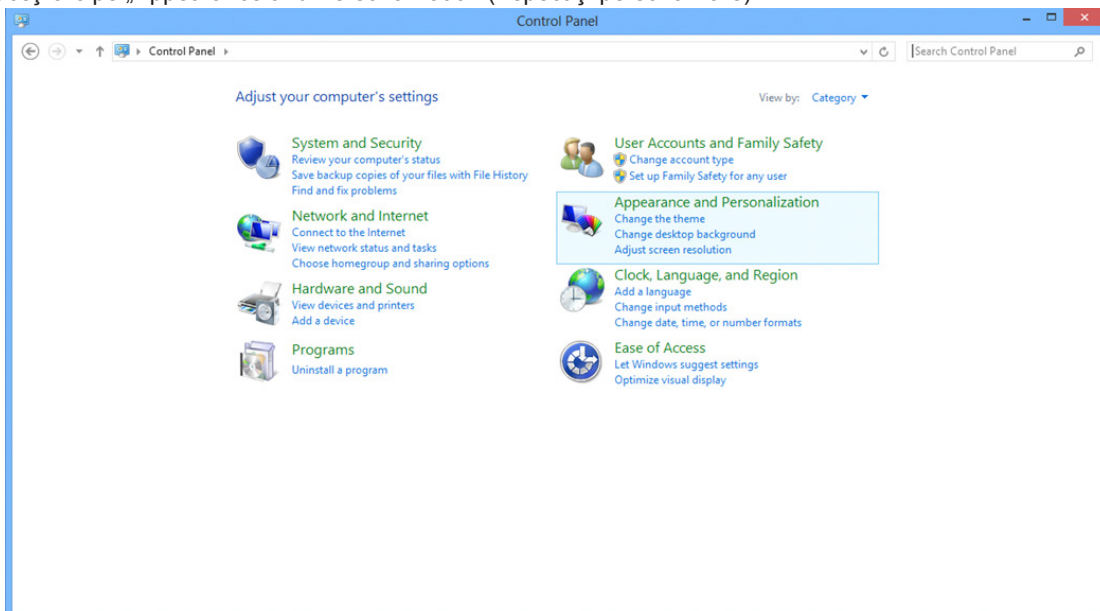 Control Panel
Control Panel
Search Control Panel
Adjust your computer's settings
View by: Category
System and Security
Review your computer's status
Save backup copies of your files with File History
Find and fix problems
Network and Internet
Connect to the Internet
View network status and tasks
Choose homegroup and sharing options
Hardware and Sound
View devices and printers
Add a device
Programs
Uninstall a program
User Accounts and Family Safety
Change account type
Set up Family Safety for any user
Appearance and Personalization
Change the theme
Change desktop background
Adjust screen resolution
Clock, Language, and Region
Add a language
Change input methods
Change date, time, or number formats
Ease of Access
Let Windows suggest settings
Optimize visual display